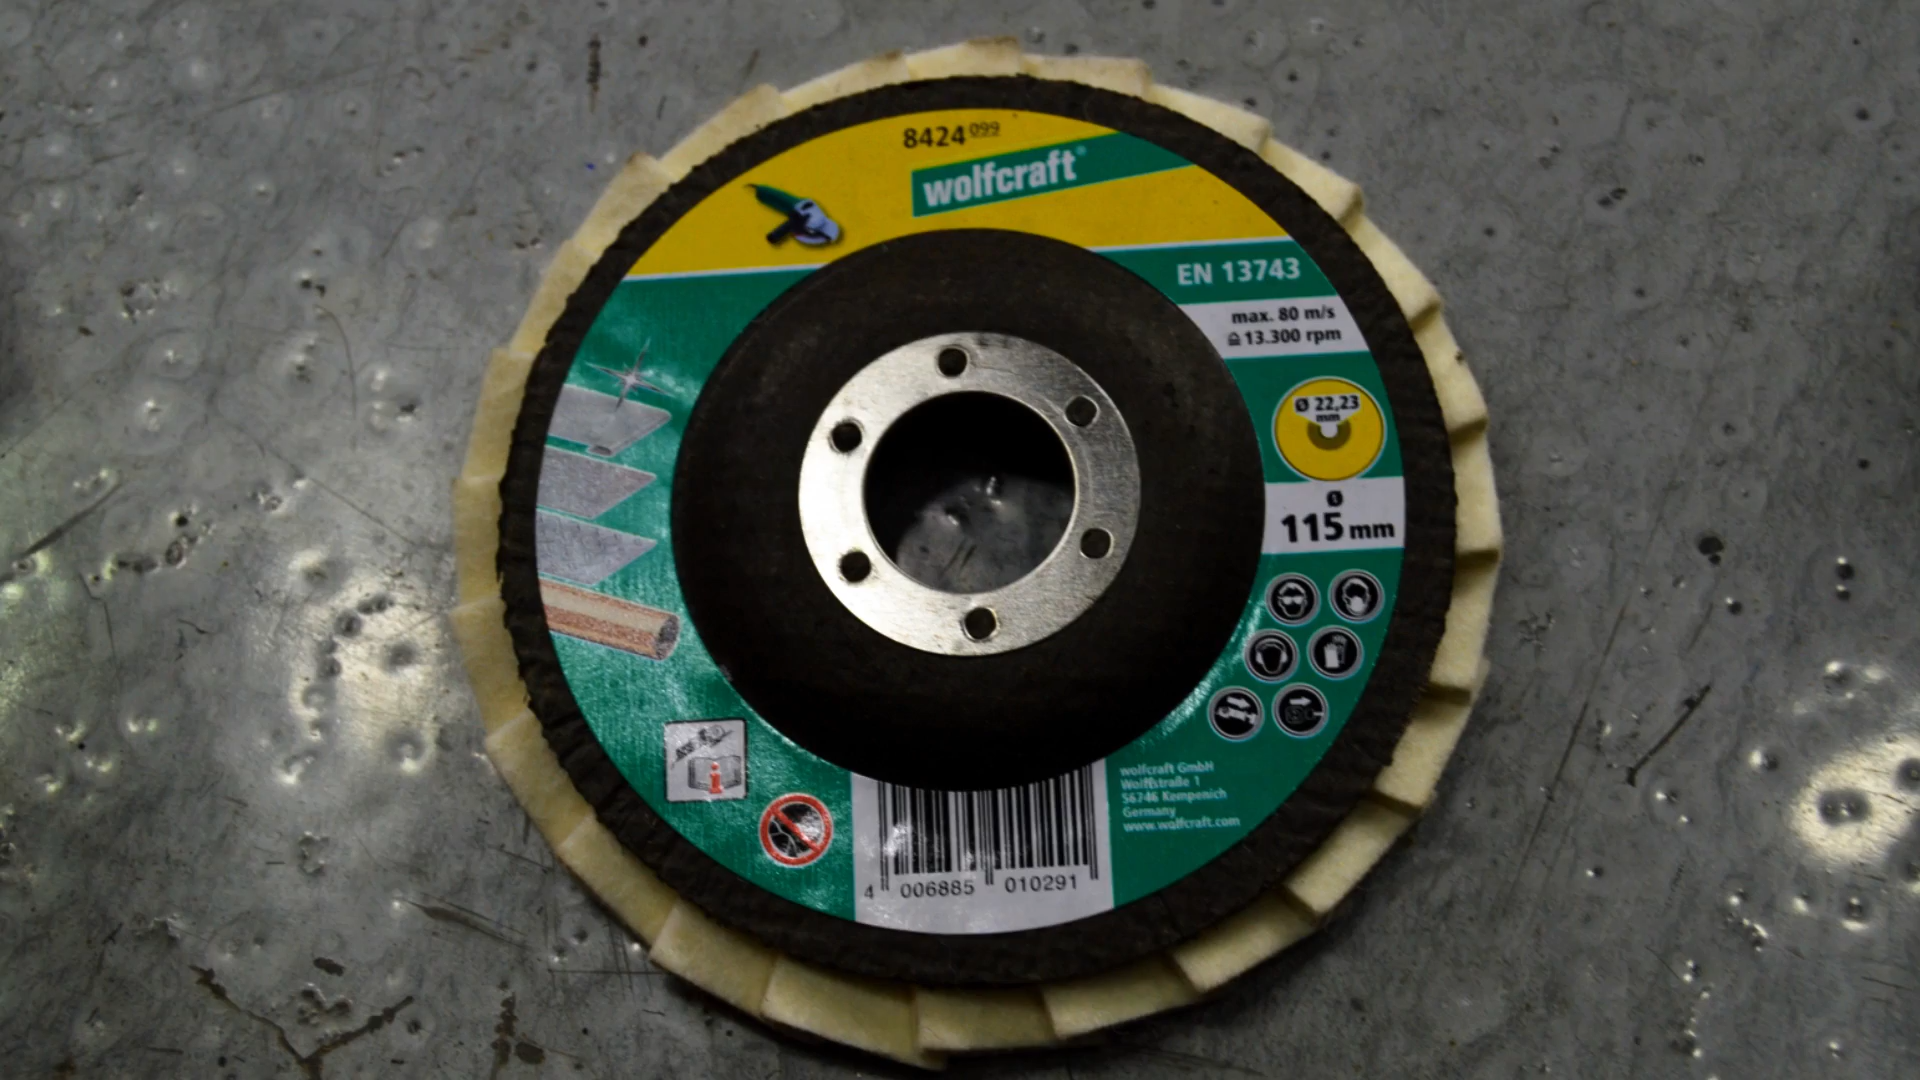 8424 099
wolfcraft®
EN 13743
max. 80 m/s
≙ 13.300 rpm
Ø 22,23
mm
Ø
115 mm
wolfcraft GmbH
Wolffstraße 1
56746 Kempenich
Germany
www.wolfcraft.com
4 006885 010291